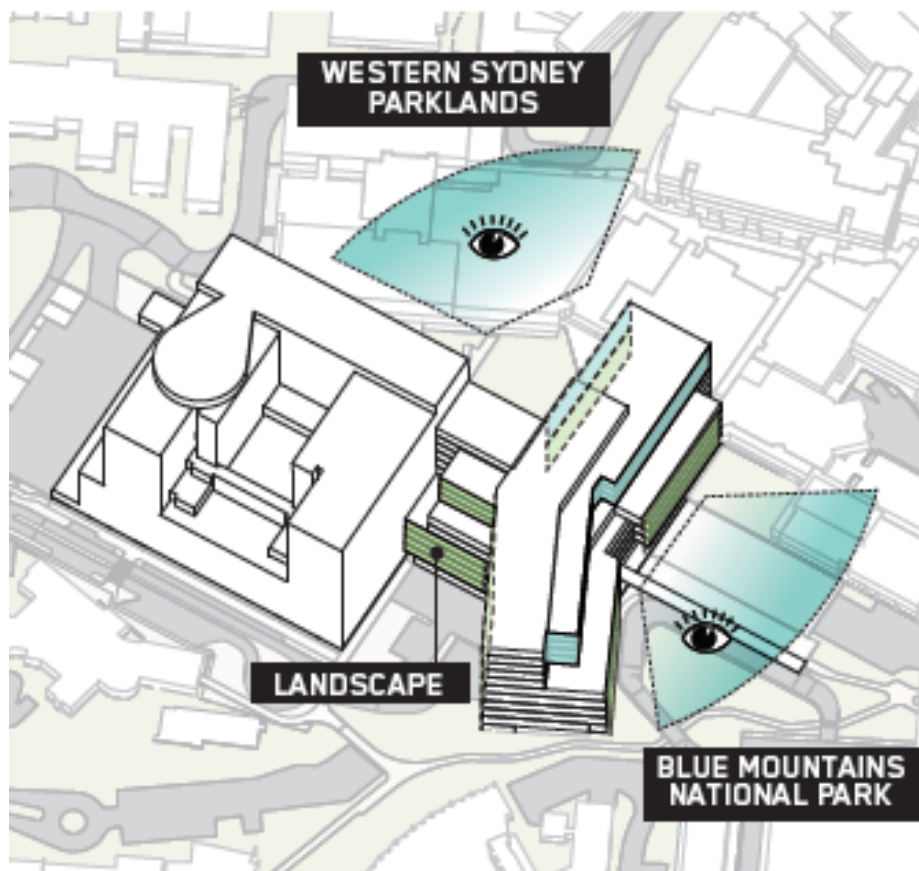 WESTERN SYDNEY
PARKLANDS
LANDSCAPE
BLUE MOUNTAINS
NATIONAL PARK